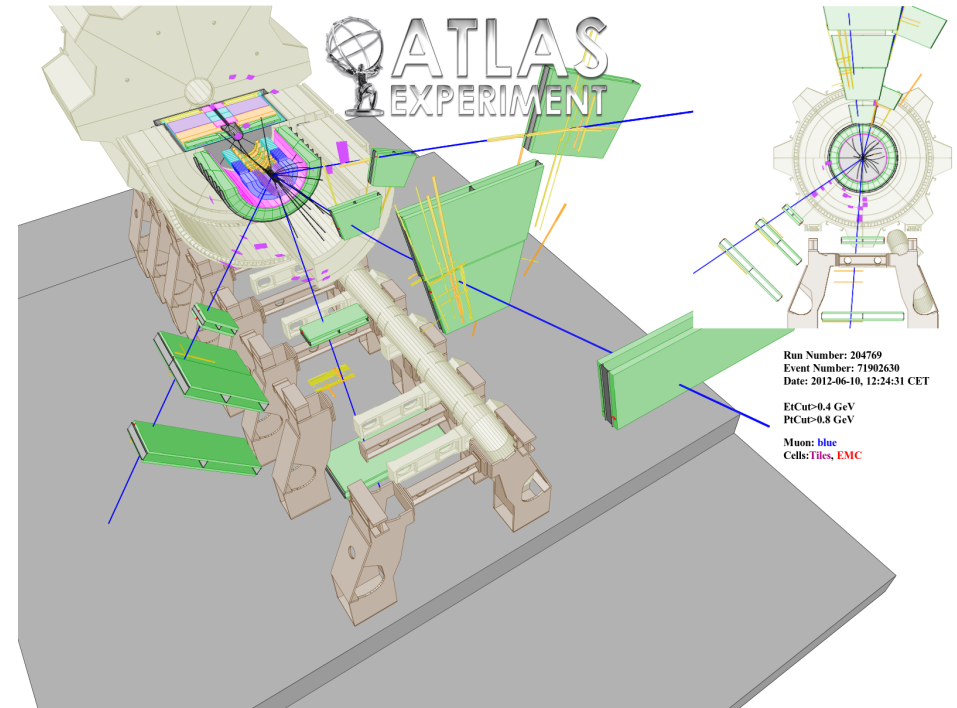 ATLAS
EXPERIMENT
Run Number: 204769
Event Number: 71902630
Date: 2012-06-10, 12:24:31 CET
EtCut>0.4 GeV
PtCut>0.8 GeV
Muon: blue
Cells:Tiles, EMC